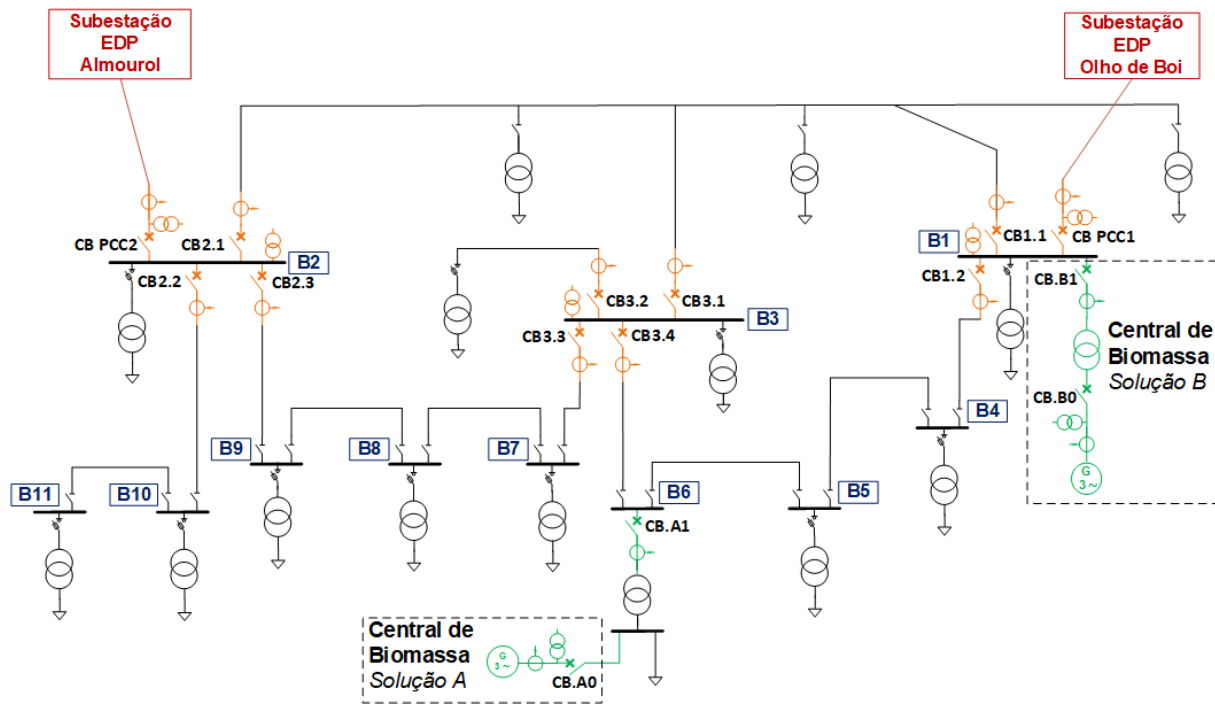 Subestação
EDP
Almourol
Subestação
EDP
Olho de Boi
CB PCC2
CB2.1
B2
CB2.2
CB2.3
CB3.2
CB3.1
B3
CB3.3
CB3.4
B1
CB1.1
CB PCC1
CB1.2
CB.B1
Central de
Biomassa
Solução B
CB.B0
G
3 ~
B4
B9
B8
B7
B11
B10
B6
B5
CB.A1
Central de
Biomassa
Solução A
G
3 ~
CB.A0